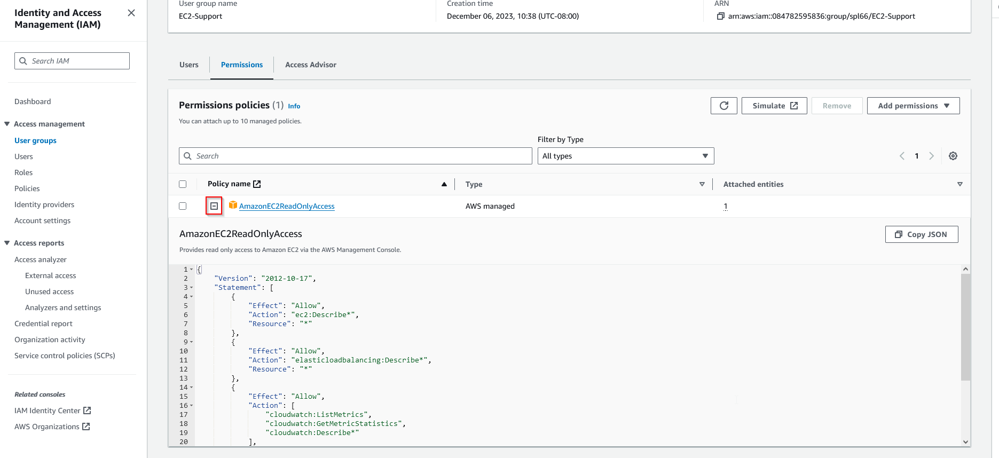 Identity and Access
Management (IAM)
Search IAM
Dashboard
Access management
User groups
Users
Roles
Policies
Identity providers
Account settings
Access reports
Access analyzer
External access
Unused access
Analyzers and settings
Credential report
Organization activity
Service control policies (SCPs)
Related consoles
IAM Identity Center
AWS Organizations
User group name
EC2-Support
Creation time
December 06, 2023, 10:38 (UTC-08:00)
ARN
arn:aws:iam::084782595836:group/spl66/EC2-Support
Users Permissions Access Advisor
Permissions policies (1) Info
You can attach up to 10 managed policies.
Simulate Remove Add permissions
Filter by Type
Search All types 1
Policy name Type Attached entities
AmazonEC2ReadOnlyAccess AWS managed 1
AmazonEC2ReadOnlyAccess
Copy JSON
Provides read only access to Amazon EC2 via the AWS Management Console.
1 {
2 "Version": "2012-10-17",
3 "Statement": [
4 {
5 "Effect": "Allow",
6 "Action": "ec2:Describe*",
7 "Resource": "*"
8 },
9 {
10 "Effect": "Allow",
11 "Action": "elasticloadbalancing:Describe*",
12 "Resource": "*"
13 },
14 {
15 "Effect": "Allow",
16 "Action": [
17 "cloudwatch:ListMetrics",
18 "cloudwatch:GetMetricStatistics",
19 "cloudwatch:Describe*"
20 ],